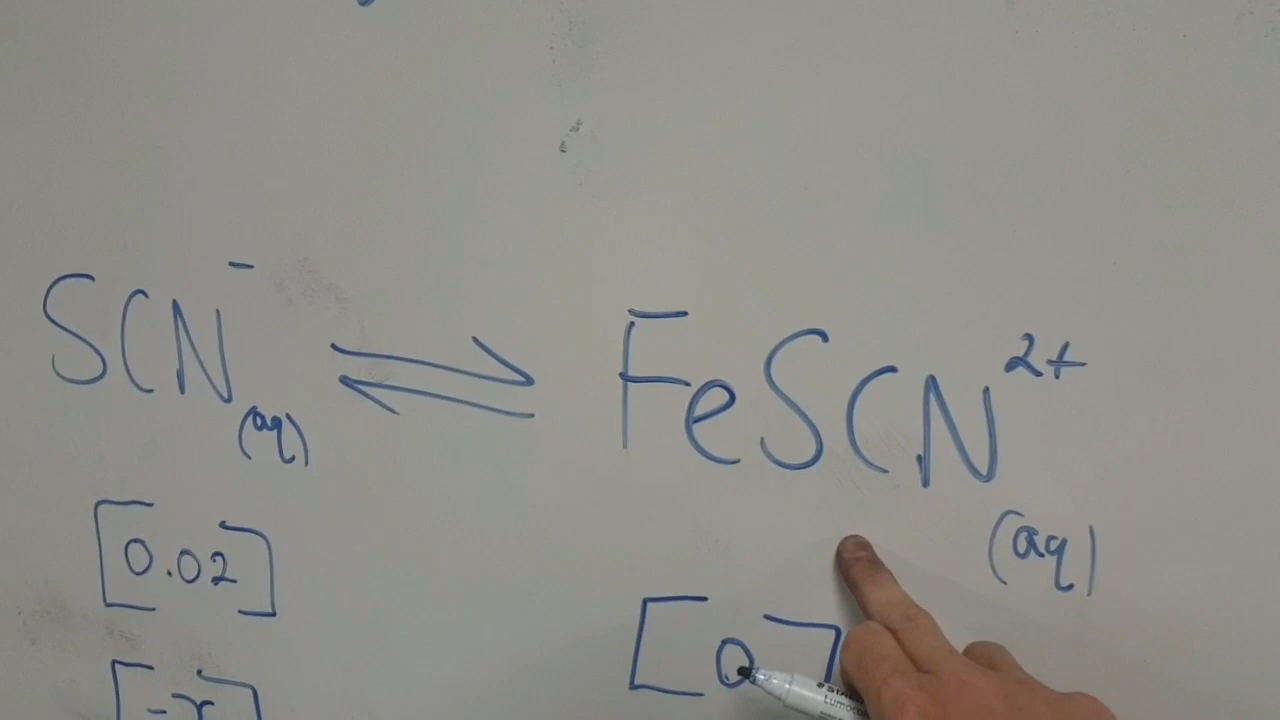 SCN⁻(aq) ⇌ FeSCN²⁺(aq)
[0.02] [0]
[-x]